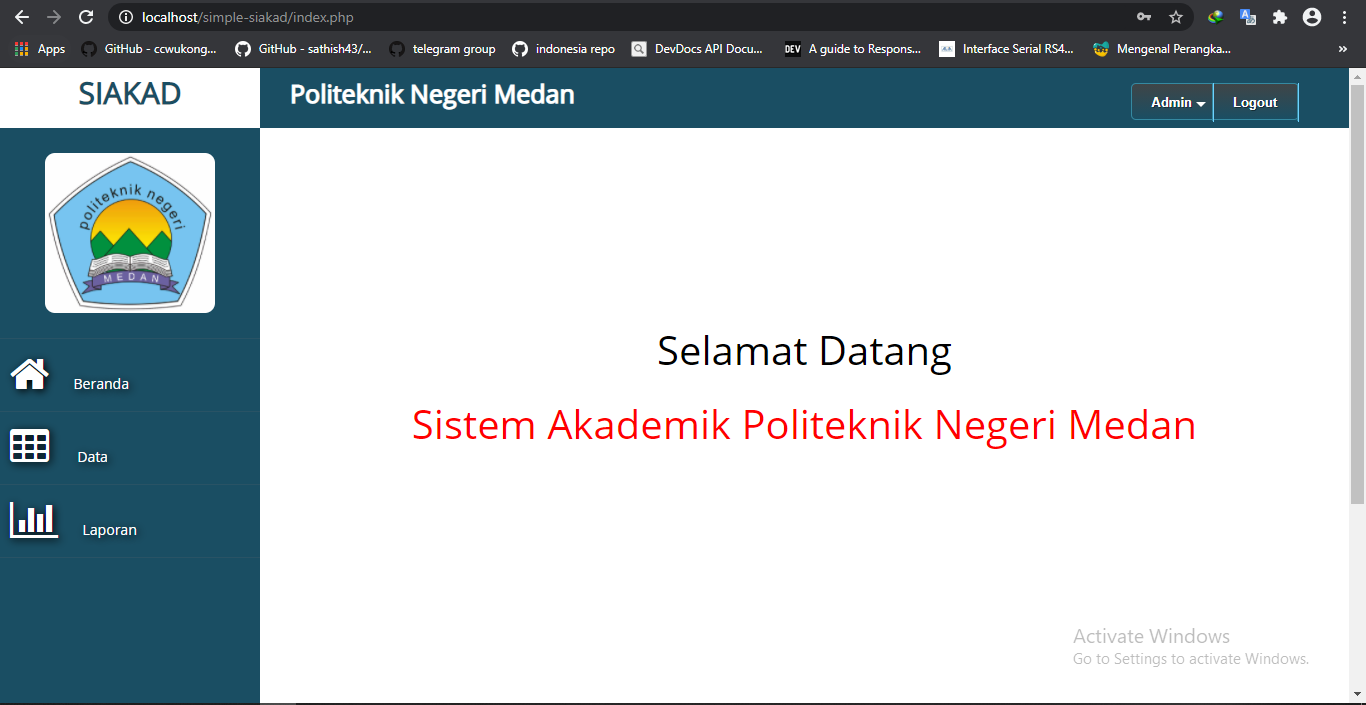 localhost/simple-siakad/index.php
Apps GitHub - ccwukong... GitHub - sathish43/... telegram group indonesia repo DevDocs API Docu... DEV A guide to Respons... Interface Serial RS4... Mengenal Perangka... »
SIAKAD
Politeknik Negeri Medan
Admin Logout
politeknik negeri
MEDAN
Selamat Datang
Sistem Akademik Politeknik Negeri Medan
Beranda
Data
Laporan
Activate Windows
Go to Settings to activate Windows.